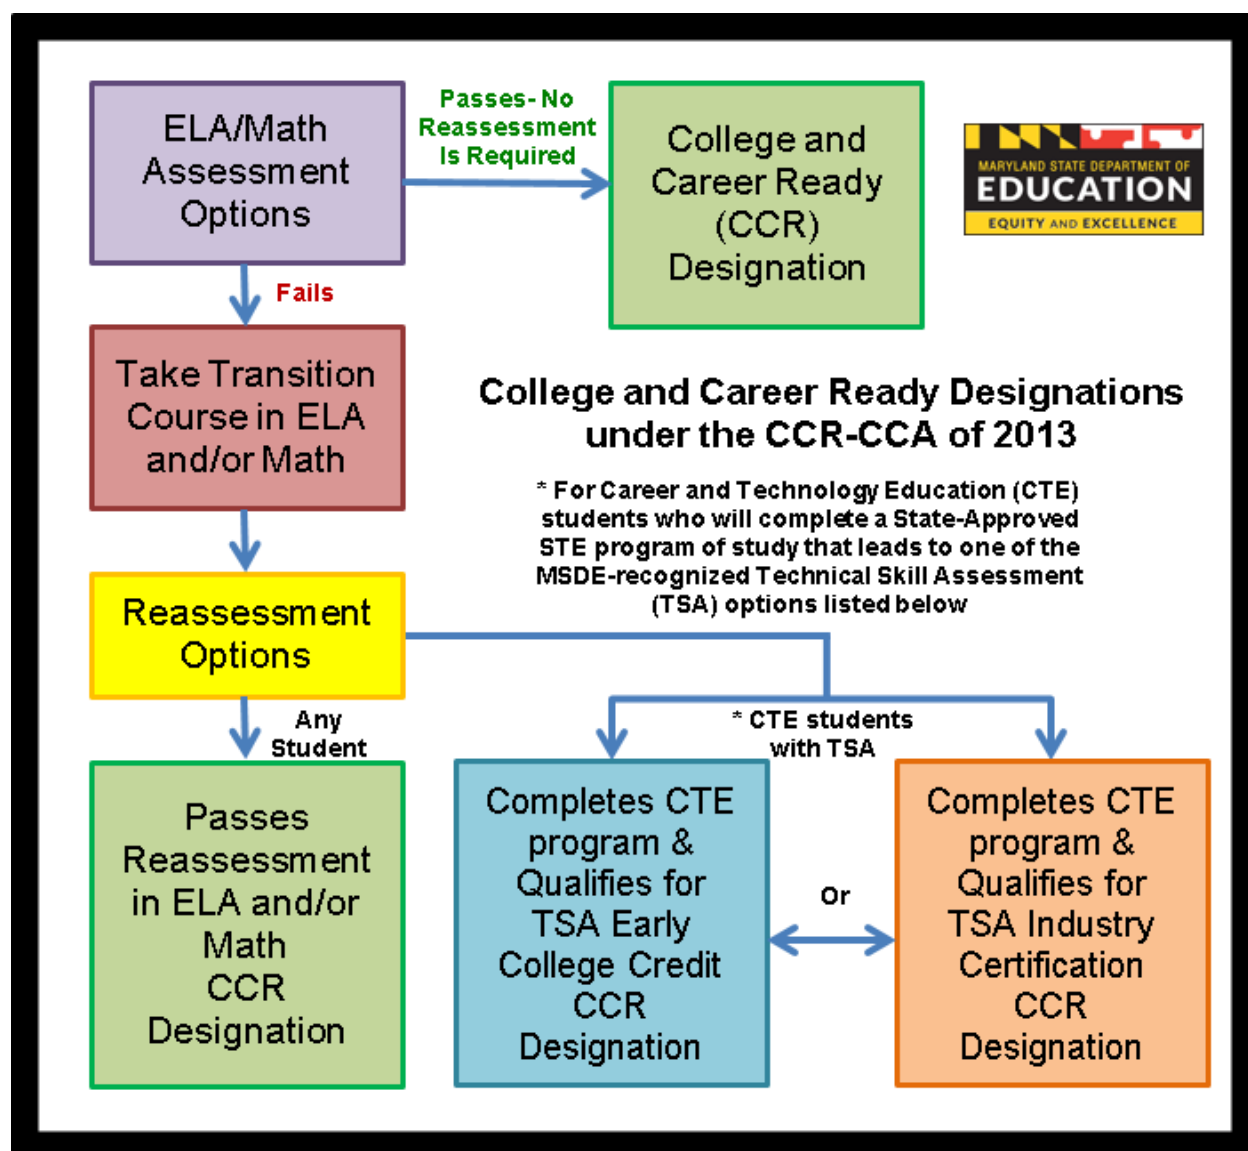 ELA/Math
Assessment
Options
Passes- No
Reassessment
Is Required
College and
Career Ready
(CCR)
Designation
MARYLAND STATE DEPARTMENT OF
EDUCATION
EQUITY AND EXCELLENCE
Fails
Take Transition
Course in ELA
and/or Math
College and Career Ready Designations
under the CCR-CCA of 2013
* For Career and Technology Education (CTE)
students who will complete a State-Approved
STE program of study that leads to one of the
MSDE-recognized Technical Skill Assessment
(TSA) options listed below
Reassessment
Options
Any
Student
* CTE students
with TSA
Passes
Reassessment
in ELA and/or
Math
CCR
Designation
Completes CTE
program &
Qualifies for
TSA Early
College Credit
CCR
Designation
Or
Completes CTE
program &
Qualifies for
TSA Industry
Certification
CCR
Designation